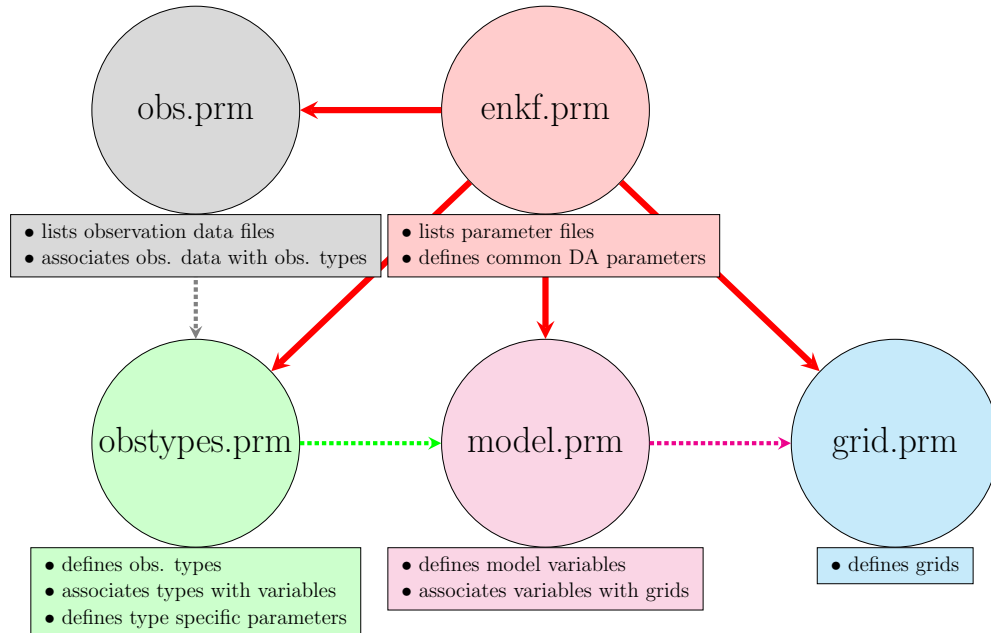 obs.prm
enkf.prm
● lists observation data files
● associates obs. data with obs. types
● lists parameter files
● defines common DA parameters
obstypes.prm
model.prm
grid.prm
● defines obs. types
● associates types with variables
● defines type specific parameters
● defines model variables
● associates variables with grids
● defines grids